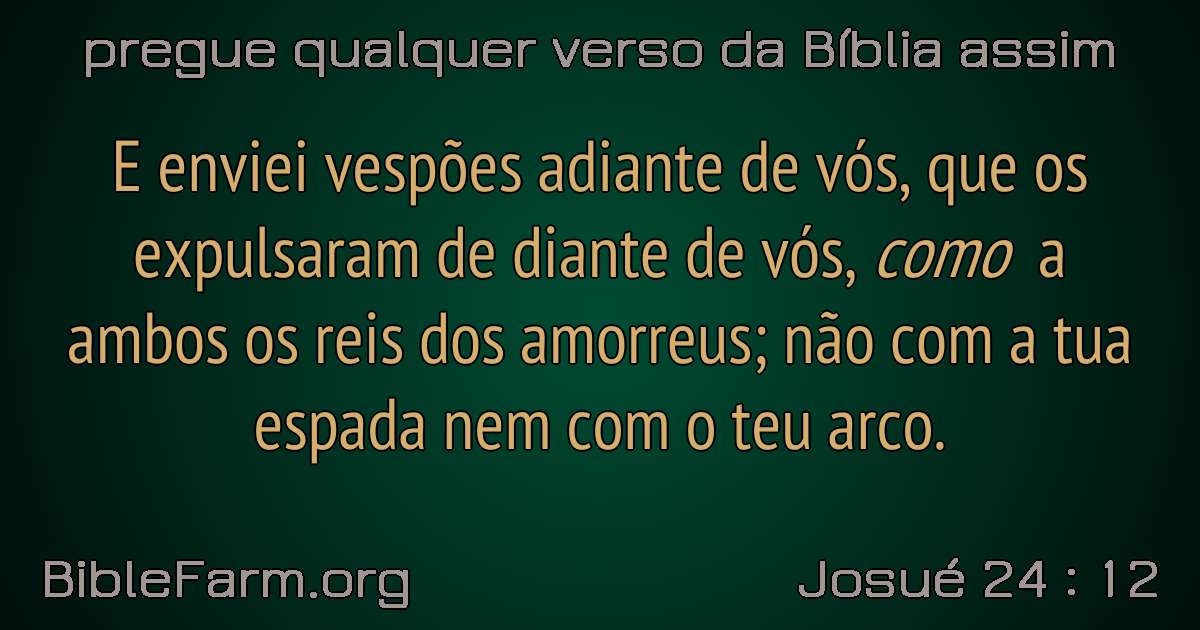 pregue qualquer verso da Bíblia assim
E enviei vespões adiante de vós, que os
expulsaram de diante de vós, como a
ambos os reis dos amorreus; não com a tua
espada nem com o teu arco.
BibleFarm.org
Josué 24 : 12